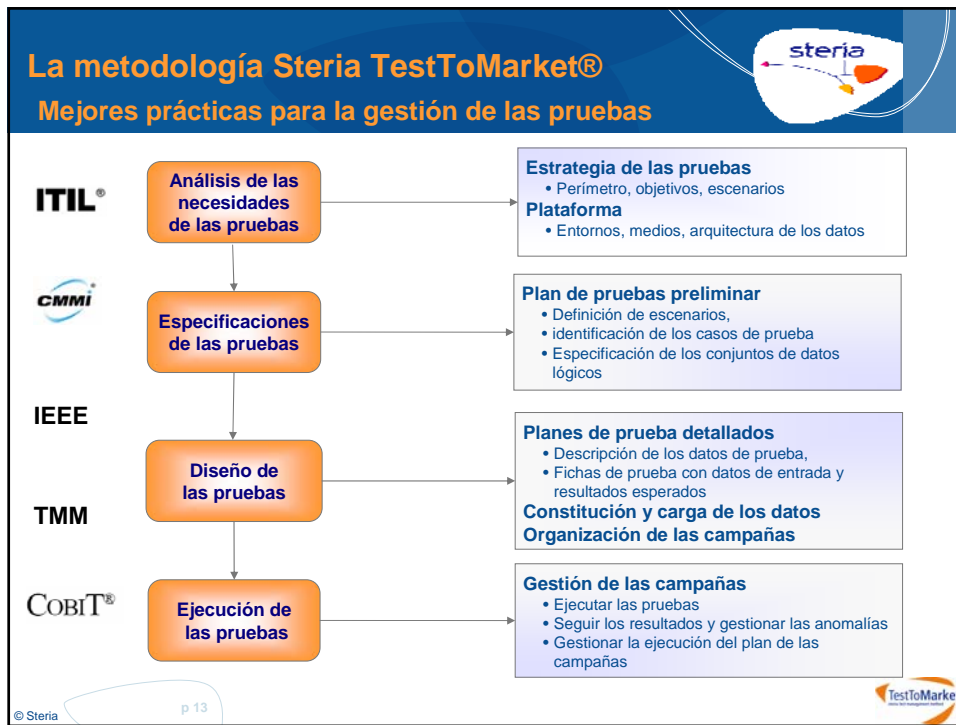 La metodología Steria TestToMarket®
Mejores prácticas para la gestión de las pruebas
steria
ITIL®
Análisis de las
necesidades
de las pruebas
Estrategia de las pruebas
• Perímetro, objetivos, escenarios
Plataforma
• Entornos, medios, arquitectura de los datos
CMMI®
Especificaciones
de las pruebas
Plan de pruebas preliminar
• Definición de escenarios,
• identificación de los casos de prueba
• Especificación de los conjuntos de datos
lógicos
IEEE
Diseño de
las pruebas
Planes de prueba detallados
• Descripción de los datos de prueba,
• Fichas de prueba con datos de entrada y
resultados esperados
Constitución y carga de los datos
Organización de las campañas
TMM
COBIT®
Ejecución de
las pruebas
Gestión de las campañas
• Ejecutar las pruebas
• Seguir los resultados y gestionar las anomalías
• Gestionar la ejecución del plan de las
campañas
© Steria
p 13
TestToMarke